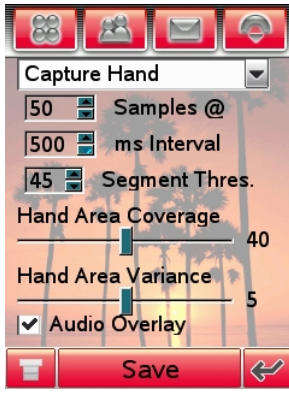 Capture Hand
50 Samples @
500 ms Interval
45 Segment Thres.
Hand Area Coverage
40
Hand Area Variance
5
Audio Overlay
Save